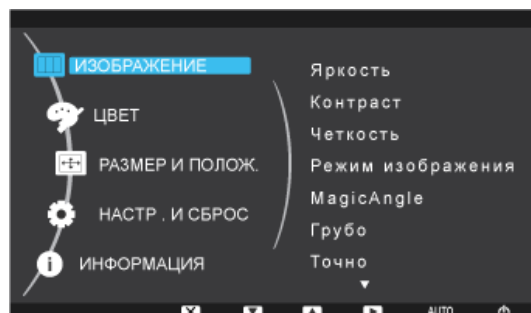 ИЗОБРАЖЕНИЕ
ЦВЕТ
РАЗМЕР И ПОЛОЖ.
НАСТР . И СБРОС
ИНФОРМАЦИЯ
Яркость
Контраст
Четкость
Режим изображения
MagicAngle
Грубо
Точно
AUTO